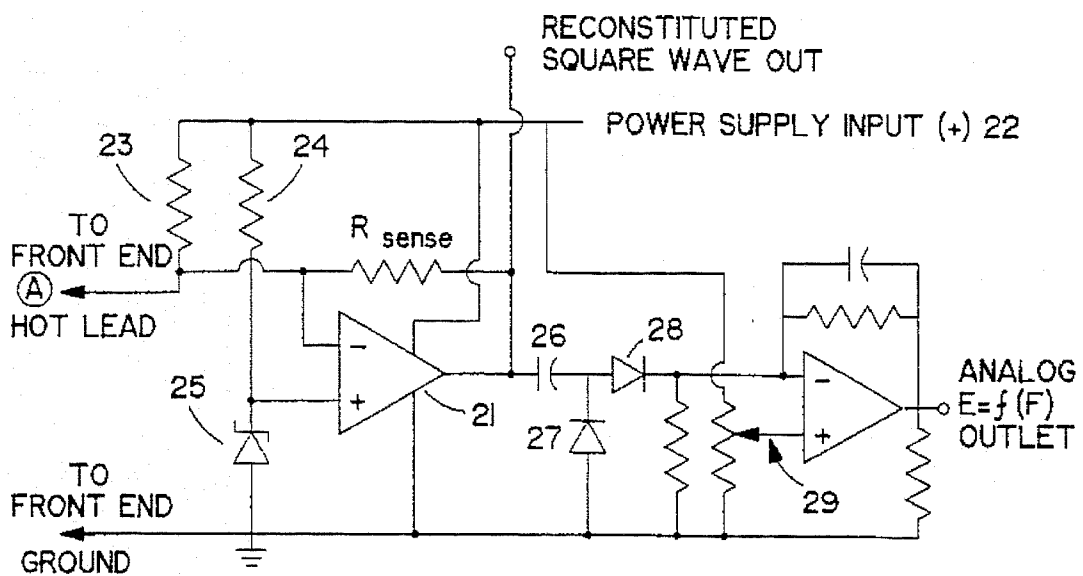 RECONSTITUTED
SQUARE WAVE OUT
POWER SUPPLY INPUT (+) 22
23
24
TO
FRONT END
A
HOT LEAD
R sense
25
-
+
21
26
28
27
-
+
29
ANALOG
E=f(F)
OUTLET
TO
FRONT END
GROUND